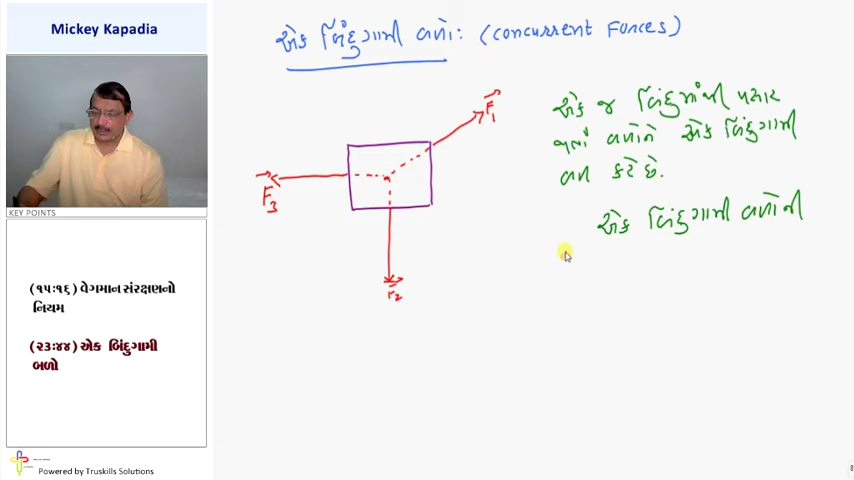 Mickey Kapadia
KEY POINTS
(૧૫:૧૬) વેગમાન સંરક્ષણનો
નિયમ
(૨૩:૪૪) એક બિંદુગામી
બળો
Powered by Truskills Solutions
એક બિંદુગામી બળો: (concurrent Forces)
F₁
F₃
F₂
એક જ બિંદુમાંથી પસાર
થતાં બળોને એક બિંદુગામી
બળ કહે છે.
એક બિંદુગામી બળોની
8